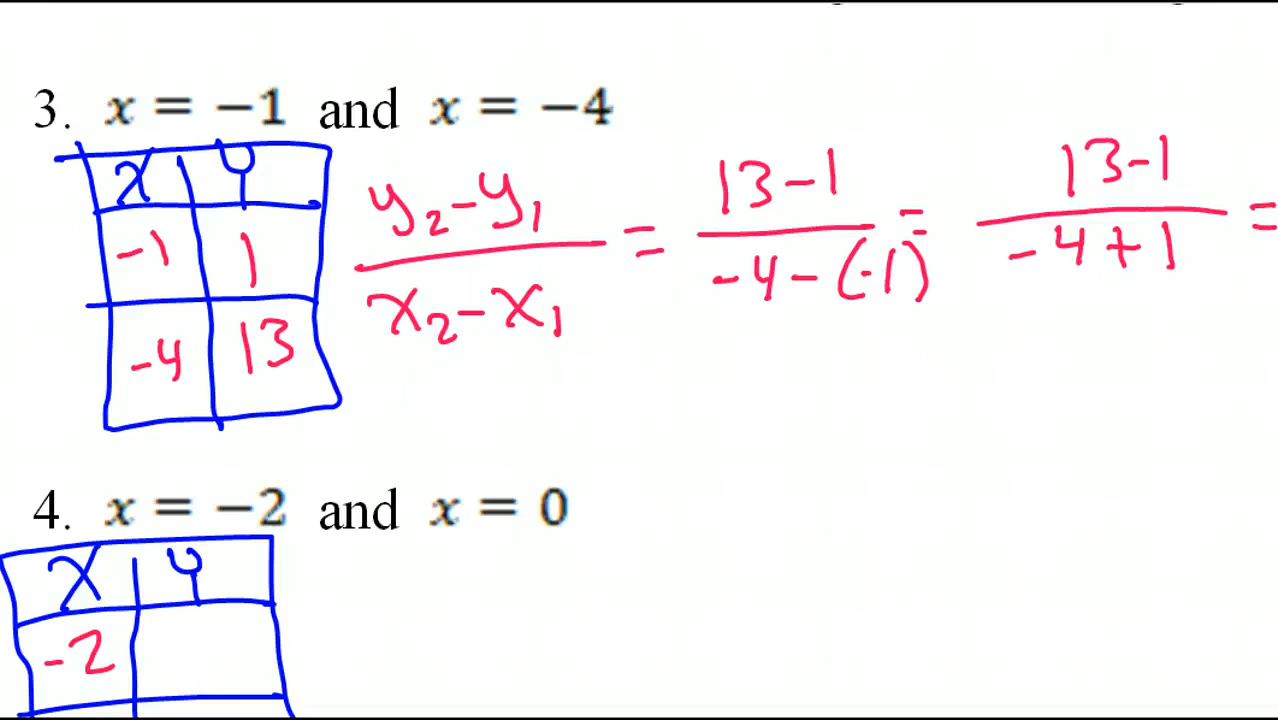 3. x = −1 and x = −4
x y
-1 1
-4 13
y₂-y₁ / x₂-x₁ = 13-1 / -4-(-1) = 13-1 / -4+1 =
4. x = −2 and x = 0
x y
-2